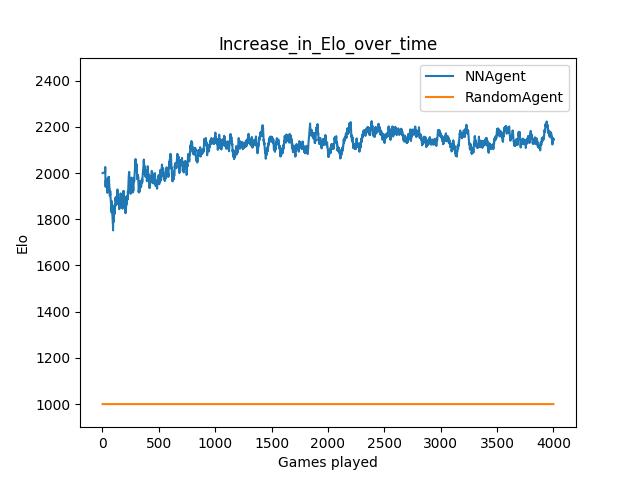 Increase_in_Elo_over_time
NNAgent
RandomAgent
2400
2200
2000
1800
1600
1400
1200
1000
Elo
0 500 1000 1500 2000 2500 3000 3500 4000
Games played